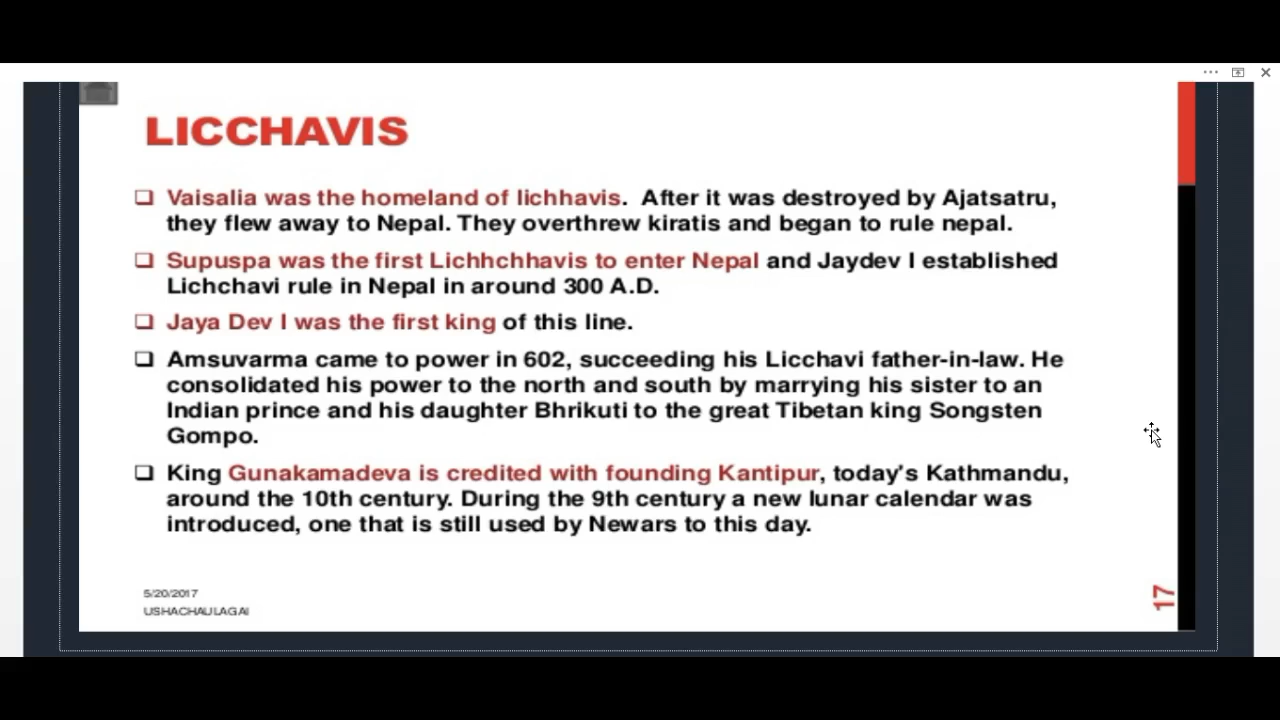 LICCHAVIS
❑ Vaisalia was the homeland of lichhavis.  After it was destroyed by Ajatsatru,
they flew away to Nepal. They overthrew kiratis and began to rule nepal.
❑ Supuspa was the first Lichhchhavis to enter Nepal and Jaydev I established
Lichchavi rule in Nepal in around 300 A.D.
❑ Jaya Dev I was the first king of this line.
❑ Amsuvarma came to power in 602, succeeding his Licchavi father-in-law. He
consolidated his power to the north and south by marrying his sister to an
Indian prince and his daughter Bhrikuti to the great Tibetan king Songsten
Gompo.
❑ King Gunakamadeva is credited with founding Kantipur, today's Kathmandu,
around the 10th century. During the 9th century a new lunar calendar was
introduced, one that is still used by Newars to this day.
5/20/2017
USHACHAULAGAI
17